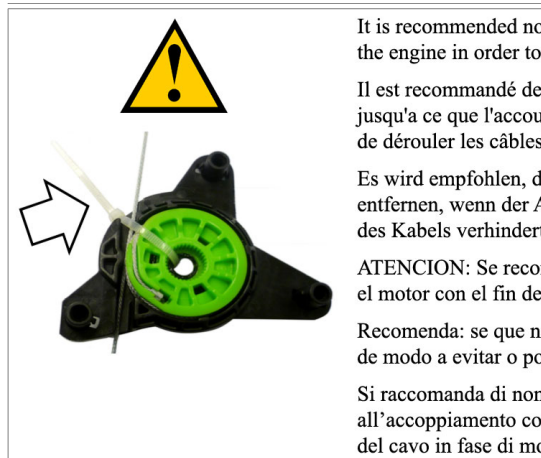 It is recommended no
the engine in order to
Il est recommandé de
jusqu'a ce que l'accou
de dérouler les câbles
Es wird empfohlen, d
entfernen, wenn der A
des Kabels verhindert
ATENCION: Se reco
el motor con el fin de
Recomenda: se que n
de modo a evitar o po
Si raccomanda di non
all’accoppiamento co
del cavo in fase di mo